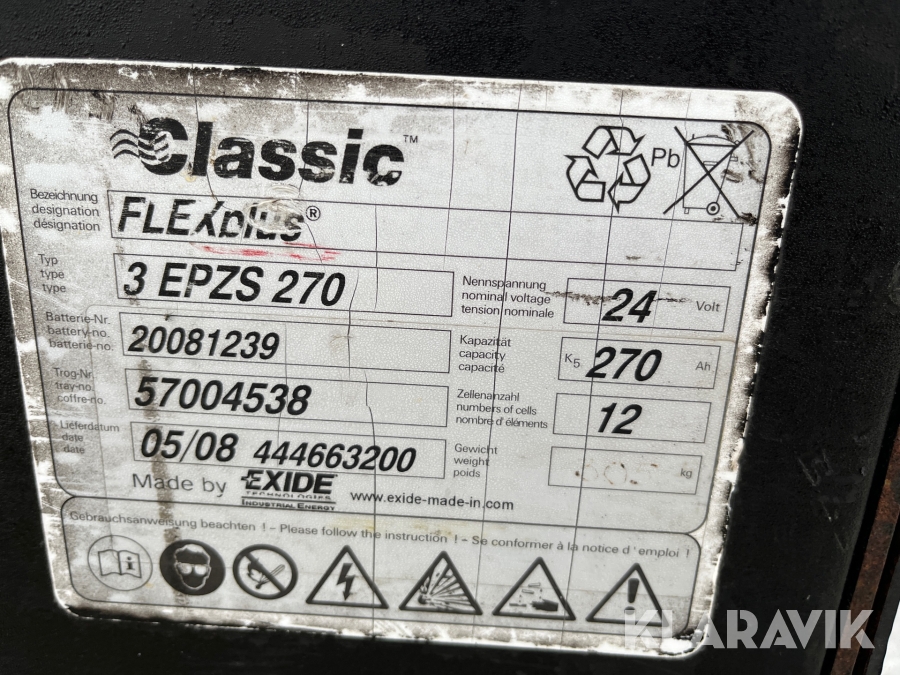 Classic™
Pb
Bezeichnung
designation
désignation
FLEXplus®
Typ
type
type
3 EPZS 270
Nennspannung
nominal voltage
tension nominale
24 Volt
Batterie-Nr.
battery-no.
batterie-no.
20081239
Kapazität
capacity
capacité
K5 270 Ah
Trog-Nr.
tray-no.
coffre-no.
57004538
Zellenanzahl
numbers of cells
nombre d'éléments
12
Lieferdatum
date
date
05/08 444663200
Gewicht
weight
poids
kg
Made by EXIDE
TECHNOLOGIES
INDUSTRIAL ENERGY
www.exide-made-in.com
Gebrauchsanweisung beachten ! – Please follow the instruction ! – Se conformer à la notice d'emploi !
KLARAVIK